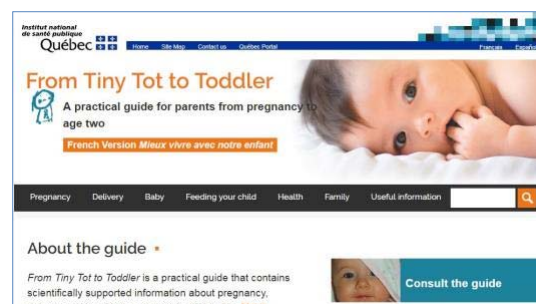 Institut national
de santé publique
Québec
Home Site Map Contact us Québec Portal
Français Español
From Tiny Tot to Toddler
A practical guide for parents from pregnancy to
age two
French Version Mieux vivre avec notre enfant
Pregnancy Delivery Baby Feeding your child Health Family Useful information
About the guide
From Tiny Tot to Toddler is a practical guide that contains
scientifically supported information about pregnancy,
Consult the guide